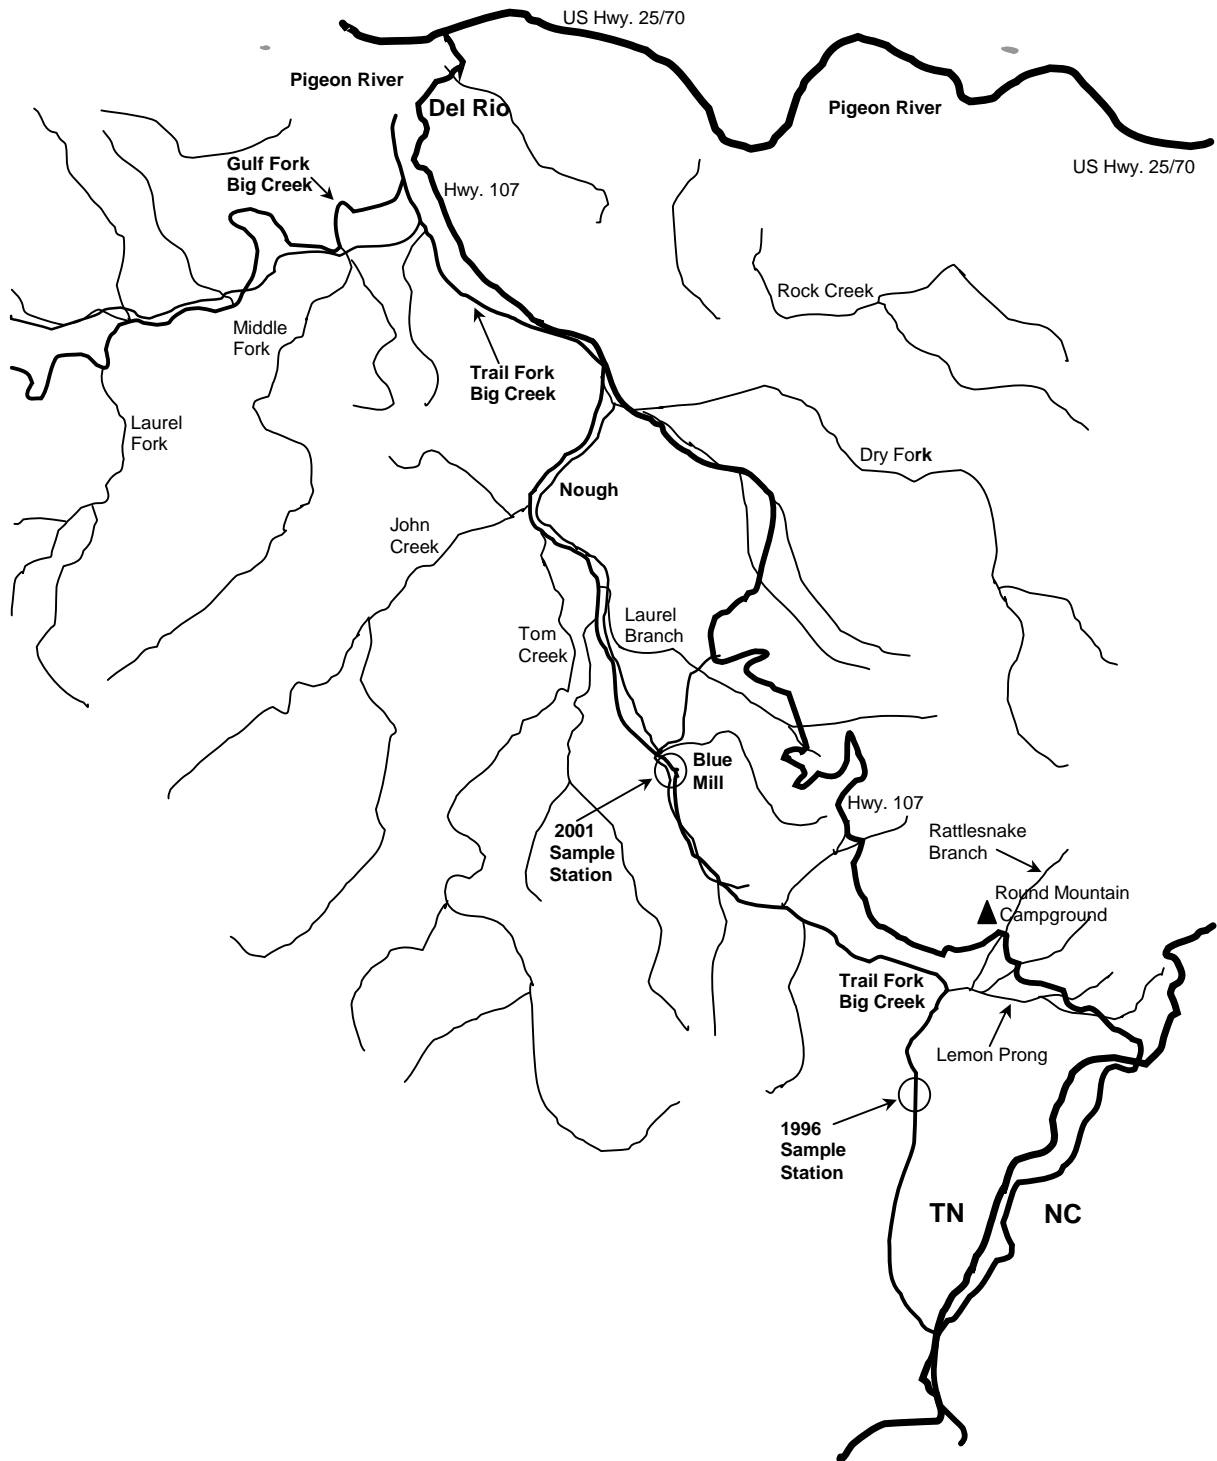 US Hwy. 25/70
Pigeon River
Del Rio
Pigeon River
US Hwy. 25/70
Gulf Fork
Big Creek
Hwy. 107
Rock Creek
Middle
Fork
Trail Fork
Big Creek
Laurel
Fork
Dry Fork
Nough
John
Creek
Laurel
Branch
Tom
Creek
Blue
Mill
Hwy. 107
2001
Sample
Station
Rattlesnake
Branch
Round Mountain
Campground
Trail Fork
Big Creek
Lemon Prong
1996
Sample
Station
TN
NC